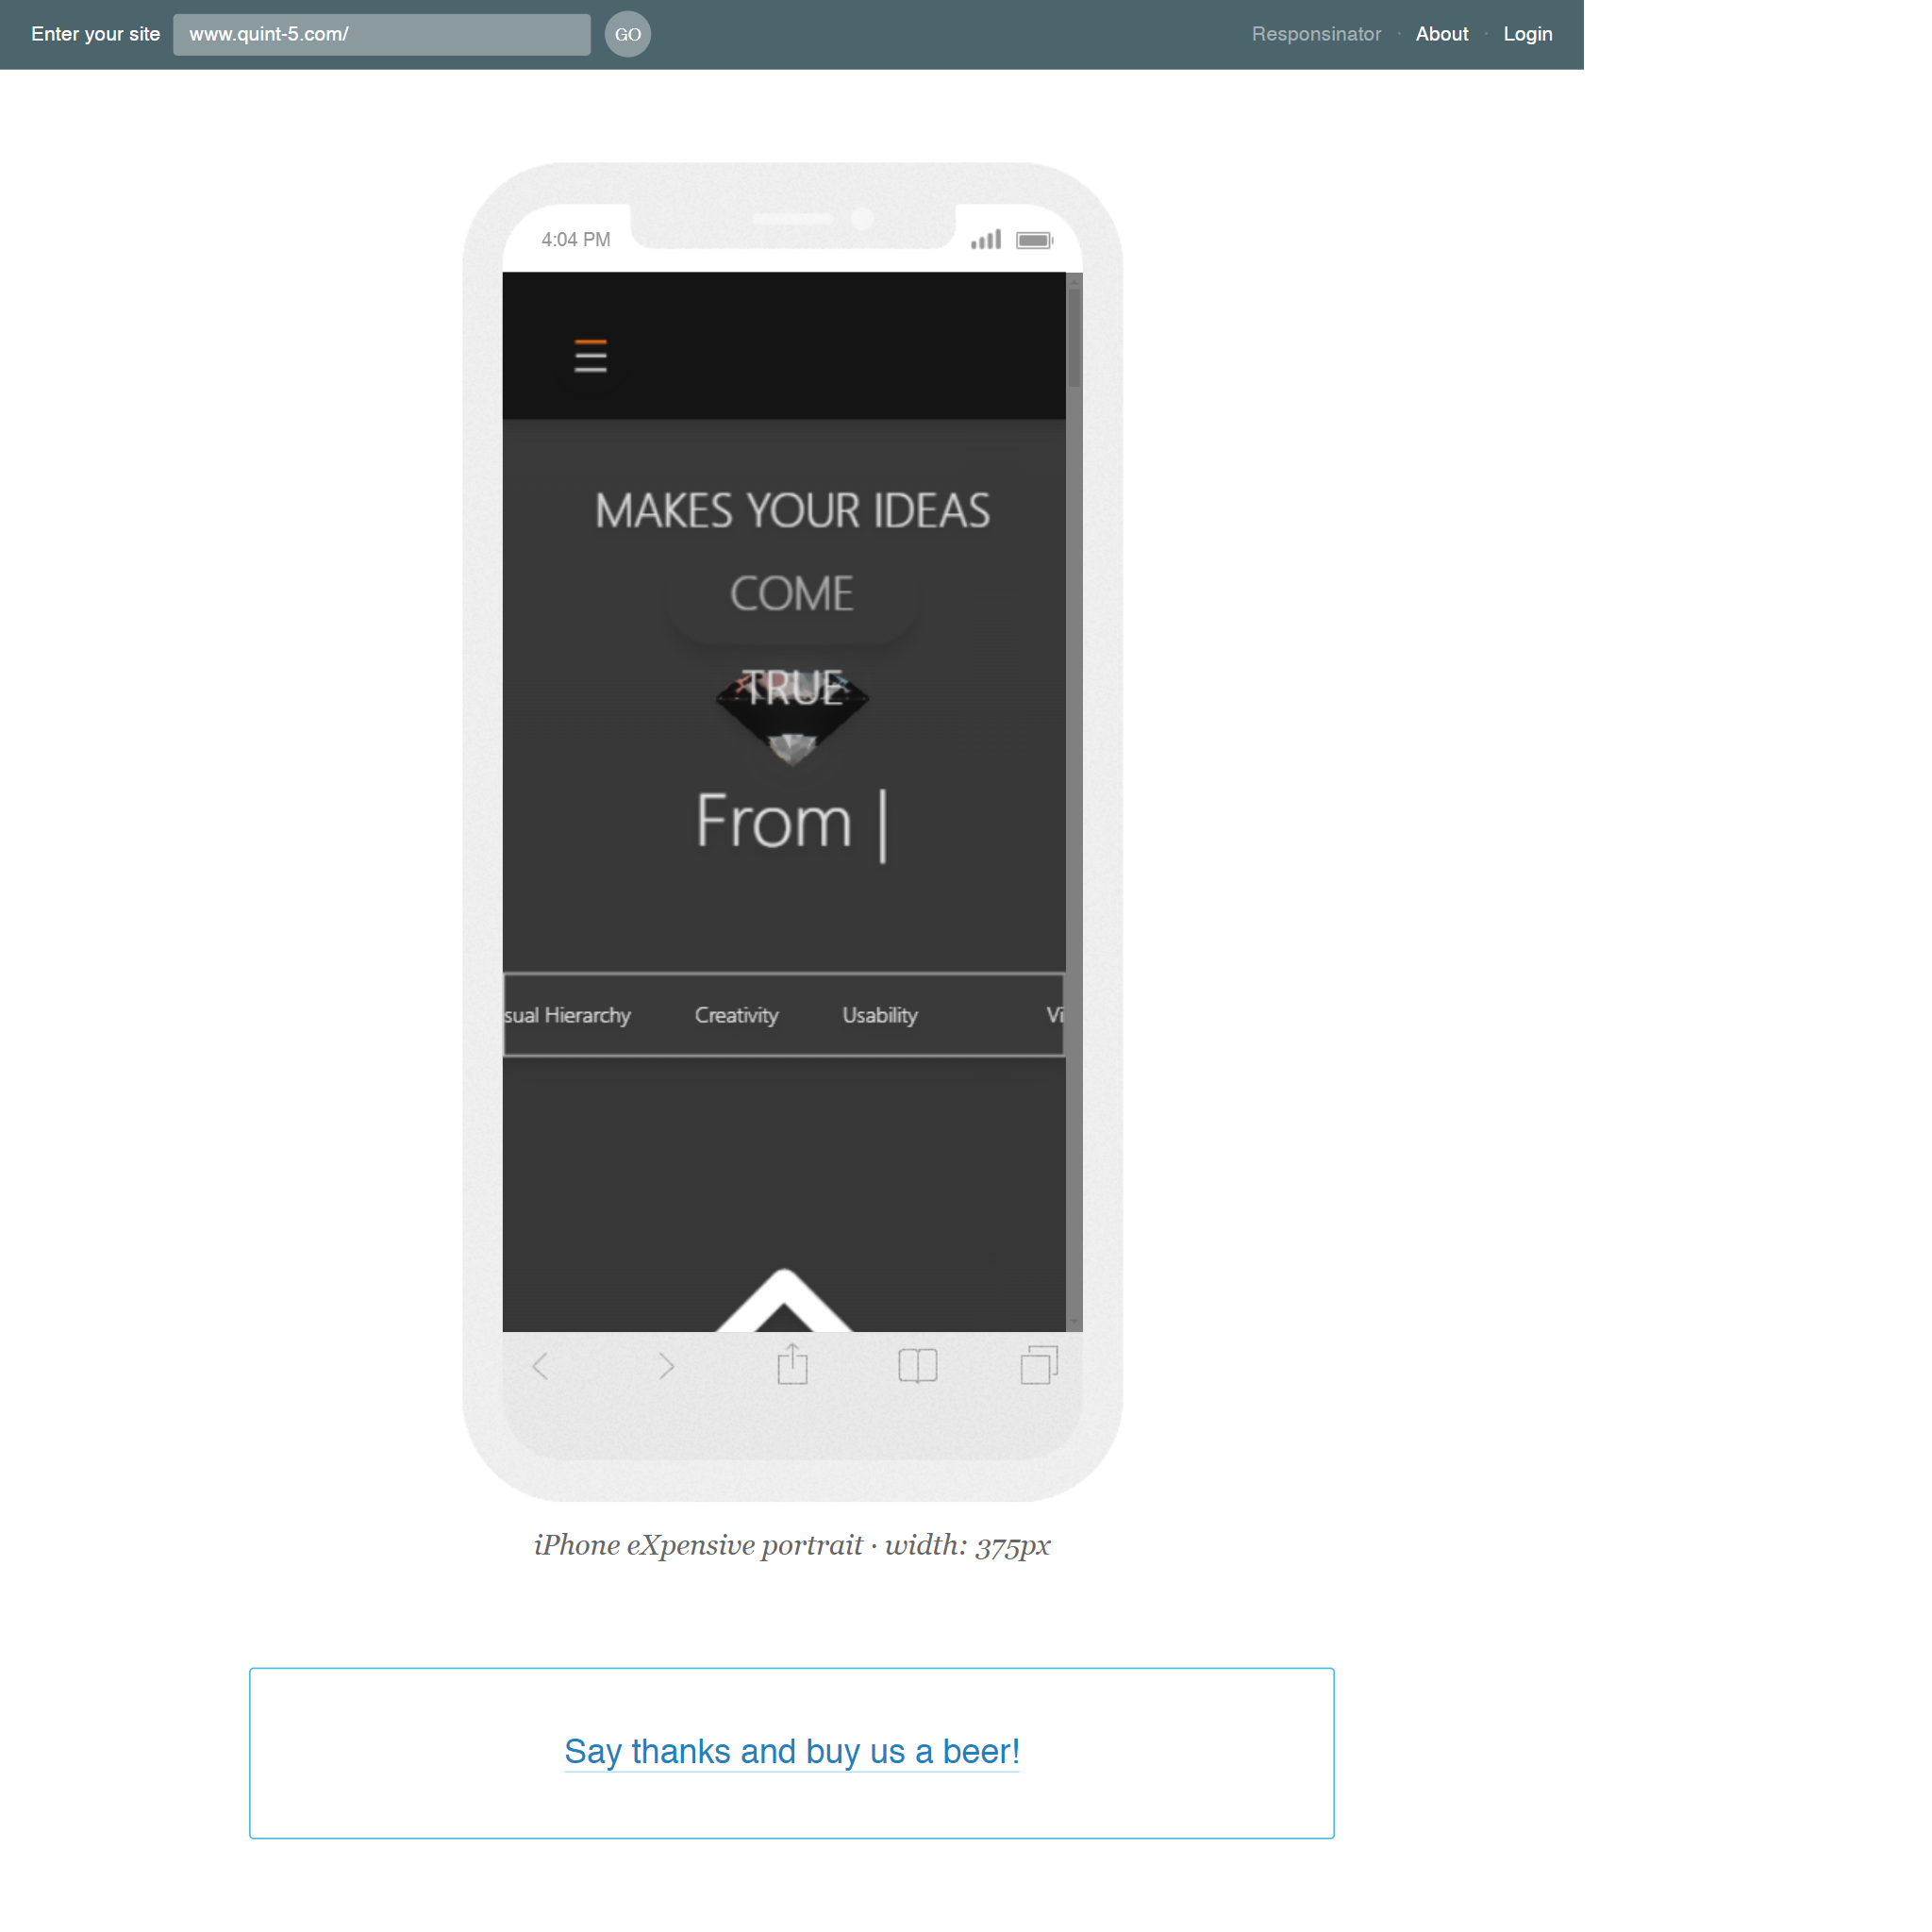 Enter your site www.quint-5.com/ GO Responsinator · About · Login
4:04 PM
MAKES YOUR IDEAS
COME
TRUE
From |
sual Hierarchy Creativity Usability Vi
iPhone eXpensive portrait · width: 375px
Say thanks and buy us a beer!